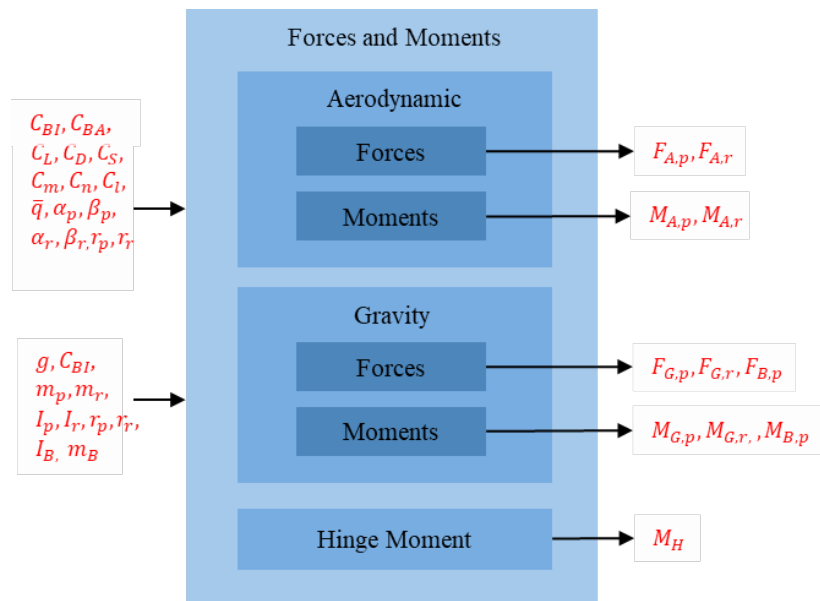 Forces and Moments
Aerodynamic
Forces
Moments
Gravity
Forces
Moments
Hinge Moment
C_{BI}, C_{BA},
C_L, C_D, C_S,
C_m, C_n, C_l,
q̄, α_p, β_p,
α_r, β_{r,} r_p, r_r
g, C_{BI},
m_p, m_r,
I_p, I_r, r_p, r_r,
I_{B,} m_B
F_{A,p}, F_{A,r}
M_{A,p}, M_{A,r}
F_{G,p}, F_{G,r}, F_{B,p}
M_{G,p}, M_{G,r,} , M_{B,p}
M_H